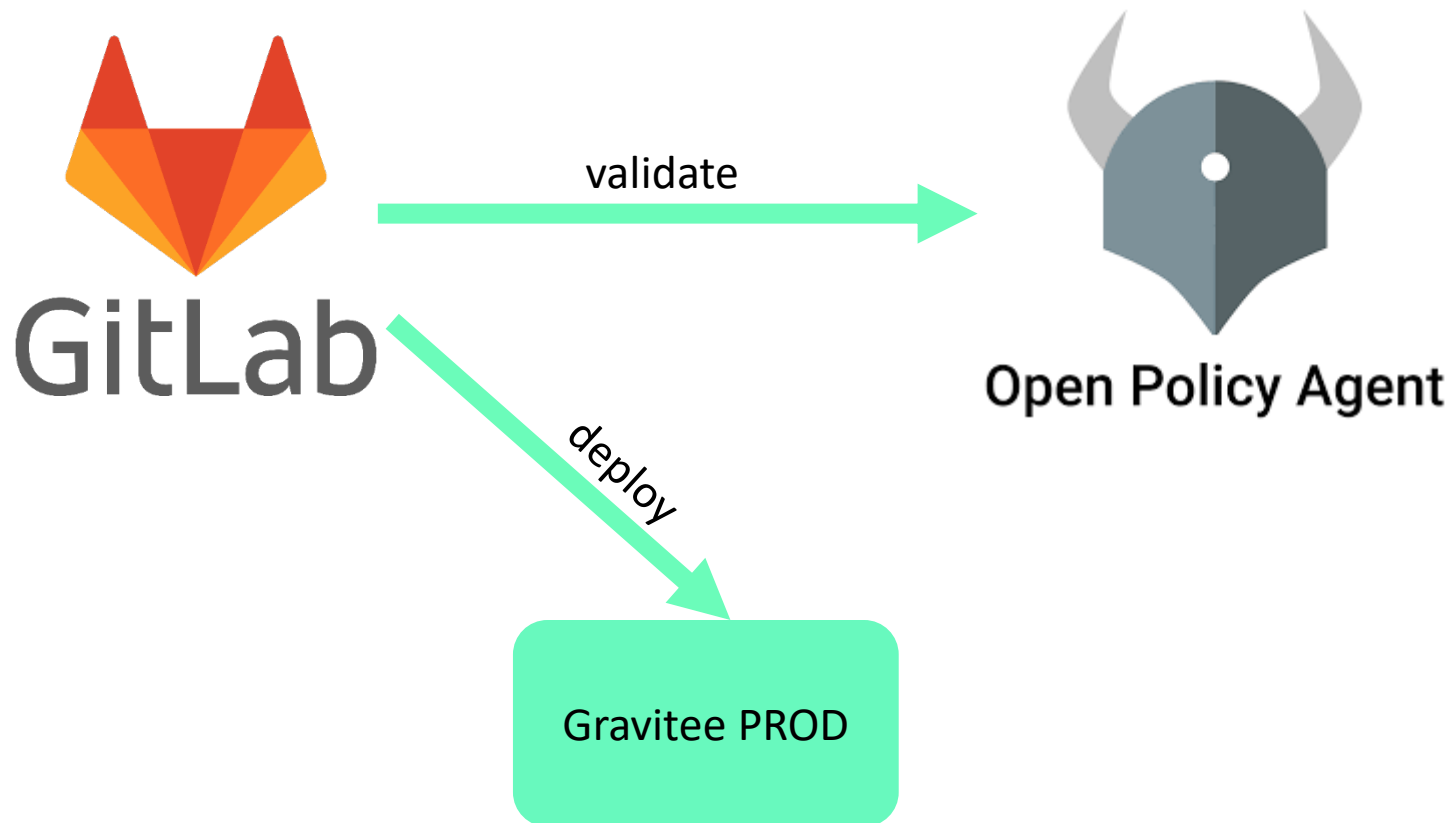 validate
GitLab
Open Policy Agent
deploy
Gravitee PROD